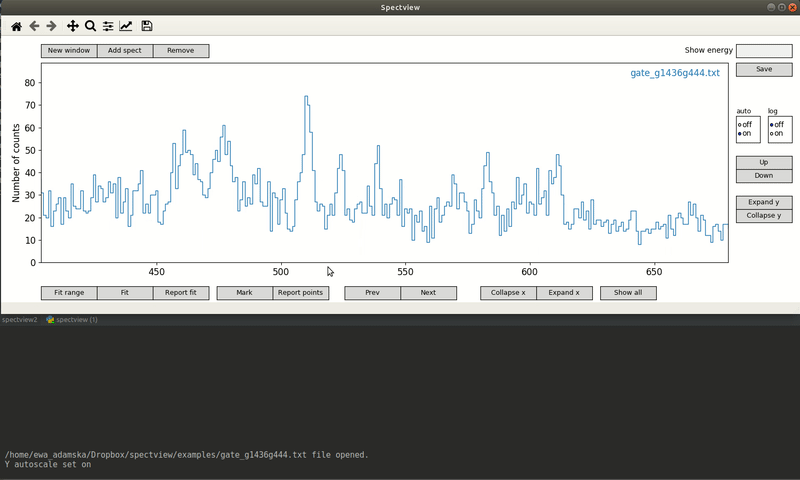 Spectview
New window Add spect Remove
Show energy
Save
gate_g1436g444.txt
Number of counts
80
70
60
50
40
30
20
10
0
450 500 550 600 650
auto log
off off
on on
Up
Down
Expand y
Collapse y
Fit range Fit Report fit Mark Report points Prev Next Collapse x Expand x Show all
spectview2 spectview (1)
/home/ewa_adamska/Dropbox/spectview/examples/gate_g1436g444.txt file opened.
Y autoscale set on